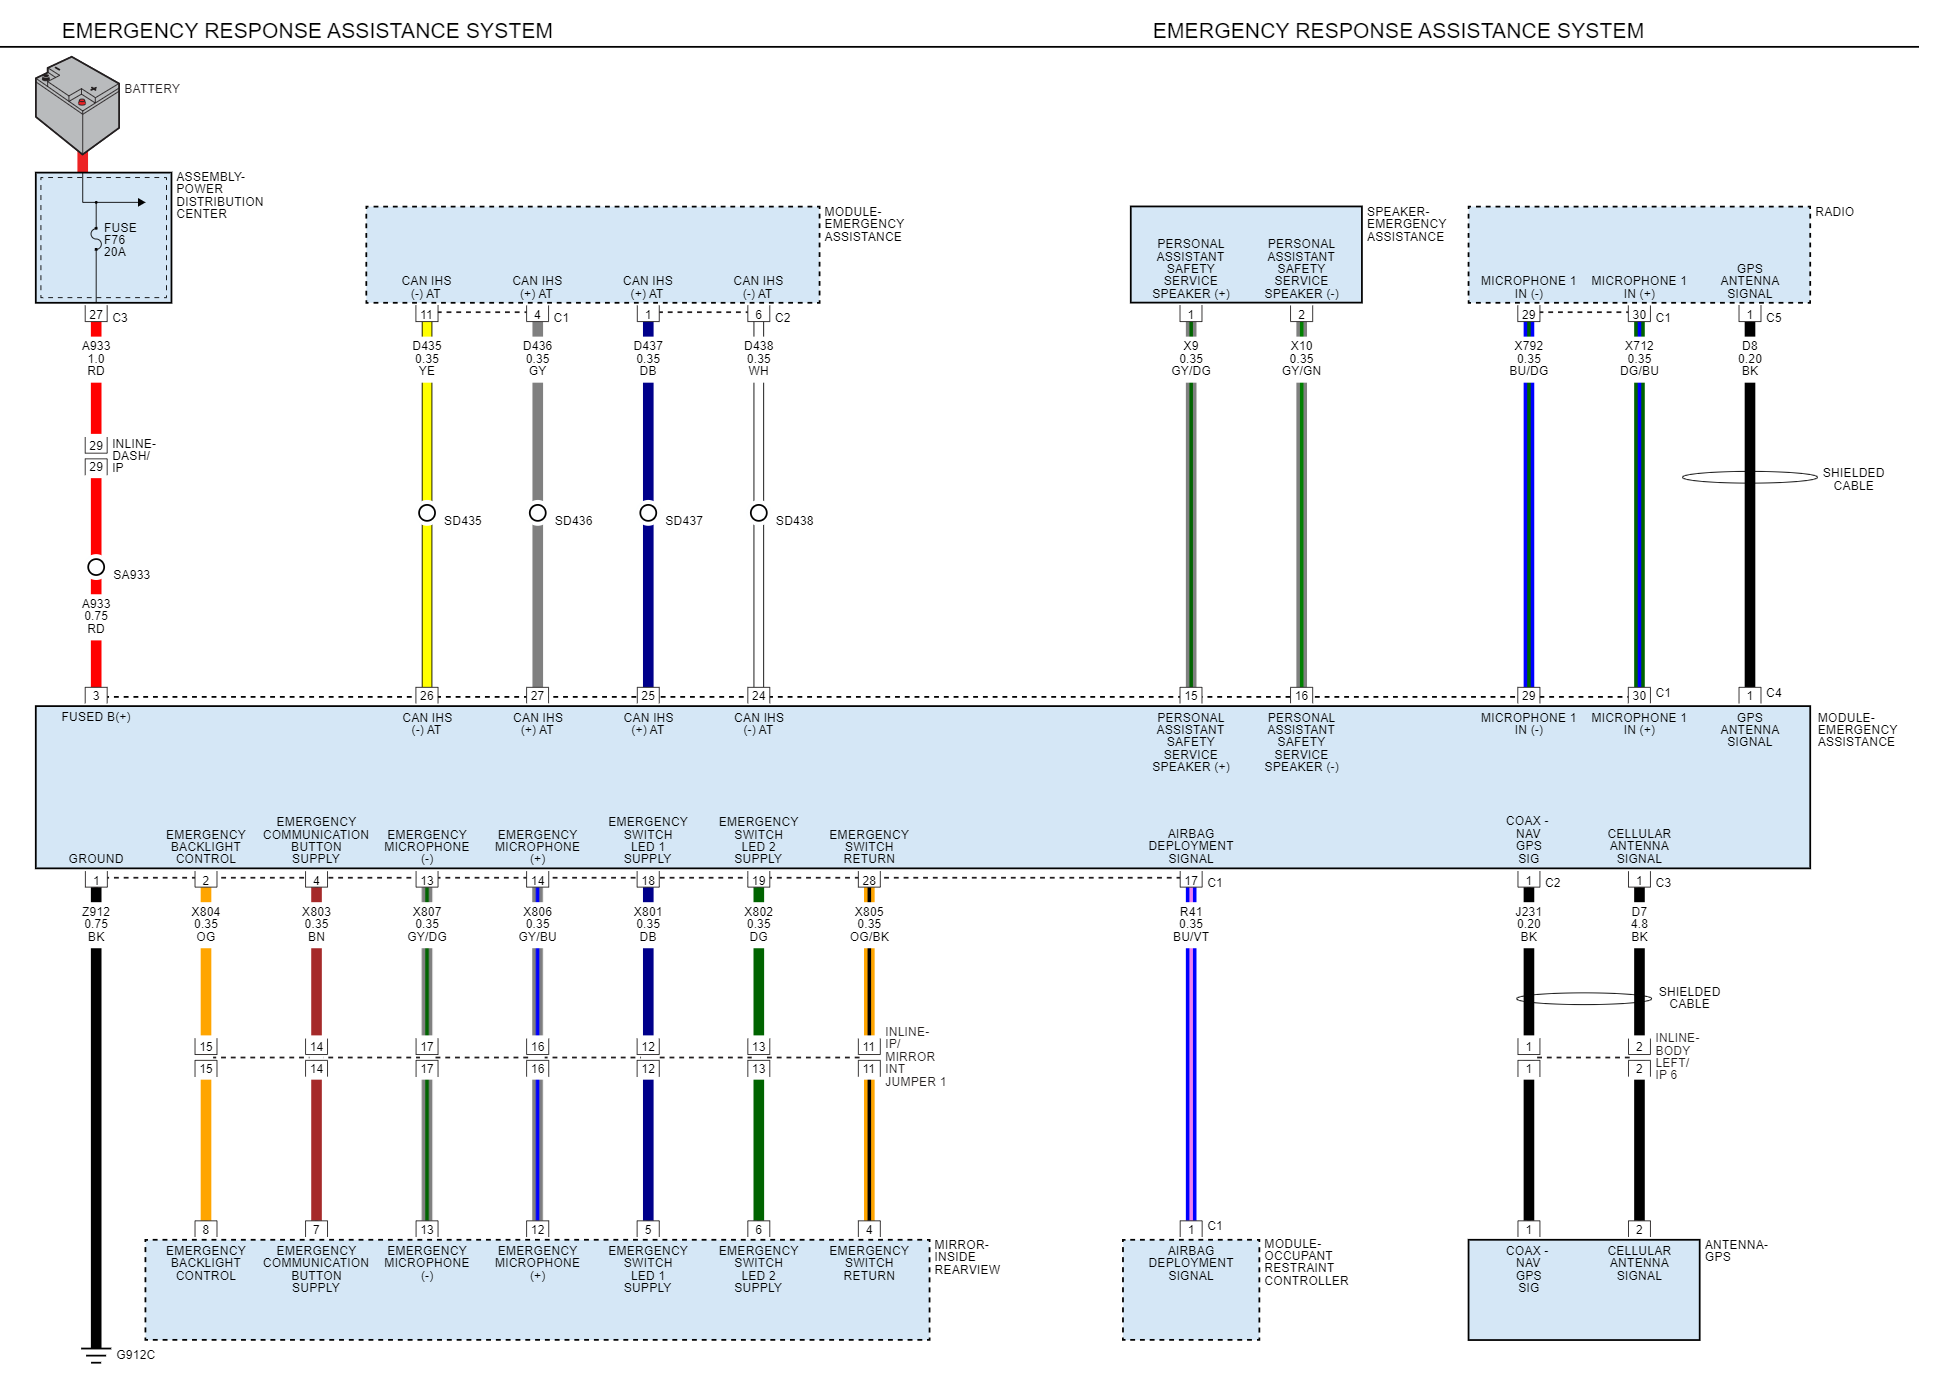 EMERGENCY RESPONSE ASSISTANCE SYSTEM
EMERGENCY RESPONSE ASSISTANCE SYSTEM
BATTERY
ASSEMBLY-
POWER
DISTRIBUTION
CENTER
FUSE
F76
20A
27
C3
A933
1.0
RD
29
29
INLINE-
DASH/
IP
SA933
A933
0.75
RD
MODULE-
EMERGENCY
ASSISTANCE
CAN IHS
(-) AT
CAN IHS
(+) AT
CAN IHS
(+) AT
CAN IHS
(-) AT
11
4
C1
1
6
C2
D435
0.35
YE
D436
0.35
GY
D437
0.35
DB
D438
0.35
WH
SD435
SD436
SD437
SD438
SPEAKER-
EMERGENCY
ASSISTANCE
PERSONAL
ASSISTANT
SAFETY
SERVICE
SPEAKER (+)
PERSONAL
ASSISTANT
SAFETY
SERVICE
SPEAKER (-)
1
2
X9
0.35
GY/DG
X10
0.35
GY/GN
RADIO
MICROPHONE 1
IN (-)
MICROPHONE 1
IN (+)
GPS
ANTENNA
SIGNAL
29
30
C1
1
C5
X792
0.35
BU/DG
X712
0.35
DG/BU
D8
0.20
BK
SHIELDED
CABLE
3
26
27
25
24
15
16
29
30
C1
1
C4
FUSED B(+)
CAN IHS
(-) AT
CAN IHS
(+) AT
CAN IHS
(+) AT
CAN IHS
(-) AT
PERSONAL
ASSISTANT
SAFETY
SERVICE
SPEAKER (+)
PERSONAL
ASSISTANT
SAFETY
SERVICE
SPEAKER (-)
MICROPHONE 1
IN (-)
MICROPHONE 1
IN (+)
GPS
ANTENNA
SIGNAL
MODULE-
EMERGENCY
ASSISTANCE
GROUND
EMERGENCY
BACKLIGHT
CONTROL
EMERGENCY
COMMUNICATION
BUTTON
SUPPLY
EMERGENCY
MICROPHONE
(-)
EMERGENCY
MICROPHONE
(+)
EMERGENCY
SWITCH
LED 1
SUPPLY
EMERGENCY
SWITCH
LED 2
SUPPLY
EMERGENCY
SWITCH
RETURN
AIRBAG
DEPLOYMENT
SIGNAL
COAX -
NAV
GPS
SIG
CELLULAR
ANTENNA
SIGNAL
1
2
4
13
14
18
19
28
17
C1
1
C2
1
C3
Z912
0.75
BK
X804
0.35
OG
X803
0.35
BN
X807
0.35
GY/DG
X806
0.35
GY/BU
X801
0.35
DB
X802
0.35
DG
X805
0.35
OG/BK
R41
0.35
BU/VT
J231
0.20
BK
D7
4.8
BK
SHIELDED
CABLE
15
14
17
16
12
13
11
15
14
17
16
12
13
11
INLINE-
IP/
MIRROR
INT
JUMPER 1
1
2
1
2
INLINE-
BODY
LEFT/
IP 6
8
7
13
12
5
6
4
1
C1
1
2
EMERGENCY
BACKLIGHT
CONTROL
EMERGENCY
COMMUNICATION
BUTTON
SUPPLY
EMERGENCY
MICROPHONE
(-)
EMERGENCY
MICROPHONE
(+)
EMERGENCY
SWITCH
LED 1
SUPPLY
EMERGENCY
SWITCH
LED 2
SUPPLY
EMERGENCY
SWITCH
RETURN
MIRROR-
INSIDE
REARVIEW
AIRBAG
DEPLOYMENT
SIGNAL
MODULE-
OCCUPANT
RESTRAINT
CONTROLLER
COAX -
NAV
GPS
SIG
CELLULAR
ANTENNA
SIGNAL
ANTENNA-
GPS
G912C